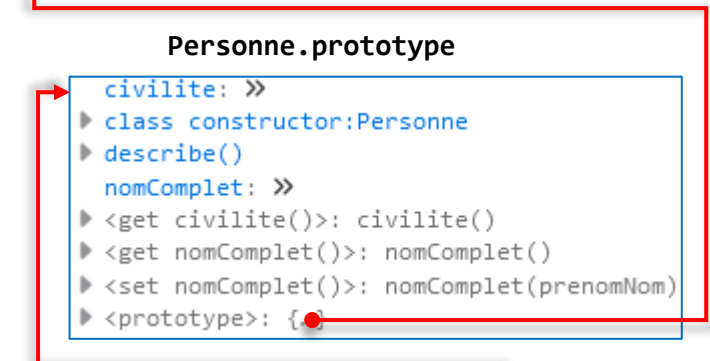 Personne.prototype
civilite: »
▶ class constructor:Personne
▶ describe()
nomComplet: »
▶ <get civilite()>: civilite()
▶ <get nomComplet()>: nomComplet()
▶ <set nomComplet()>: nomComplet(prenomNom)
▶ <prototype>: {…}